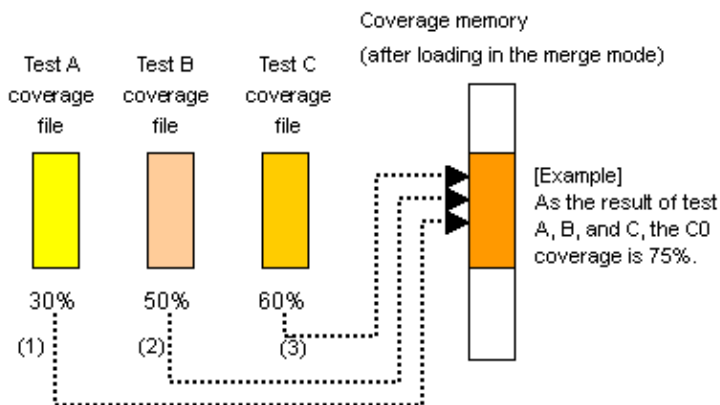 Coverage memory
(after loading in the merge mode)
Test A
coverage
file
Test B
coverage
file
Test C
coverage
file
[Example]
As the result of test
A, B, and C, the C0
coverage is 75%.
30%
50%
60%
(1)
(2)
(3)